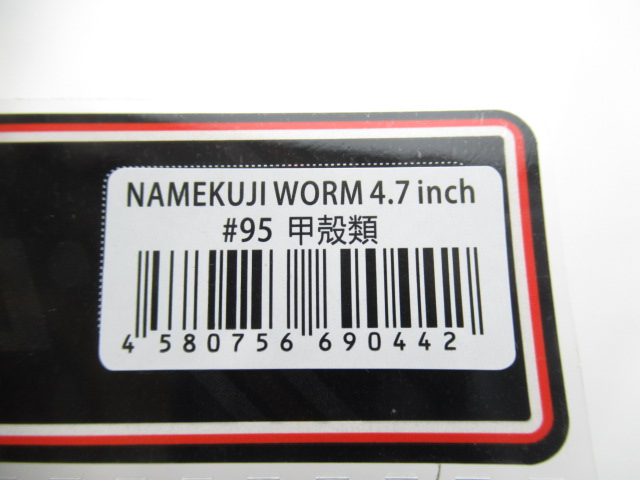 NAMEKUJI WORM 4.7 inch
#95 甲殻類
4 580756 690442